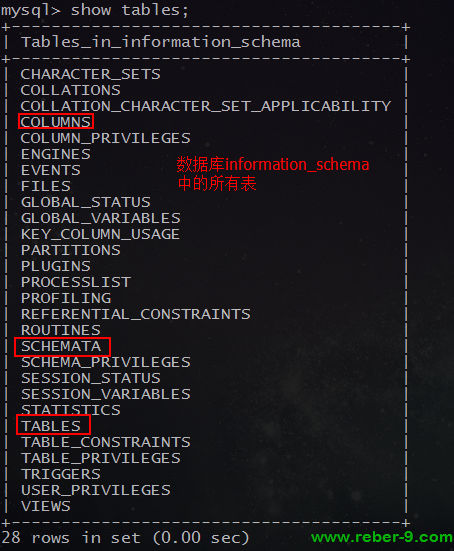 mysql> show tables;
+---------------------------------------+
| Tables_in_information_schema |
+---------------------------------------+
| CHARACTER_SETS |
| COLLATIONS |
| COLLATION_CHARACTER_SET_APPLICABILITY |
| COLUMNS |
| COLUMN_PRIVILEGES |
| ENGINES |
| EVENTS |
| FILES |
| GLOBAL_STATUS |
| GLOBAL_VARIABLES |
| KEY_COLUMN_USAGE |
| PARTITIONS |
| PLUGINS |
| PROCESSLIST |
| PROFILING |
| REFERENTIAL_CONSTRAINTS |
| ROUTINES |
| SCHEMATA |
| SCHEMA_PRIVILEGES |
| SESSION_STATUS |
| SESSION_VARIABLES |
| STATISTICS |
| TABLES |
| TABLE_CONSTRAINTS |
| TABLE_PRIVILEGES |
| TRIGGERS |
| USER_PRIVILEGES |
| VIEWS |
+---------------------------------------+
28 rows in set (0.00 sec)
数据库information_schema
中的所有表
www.reber-9.com